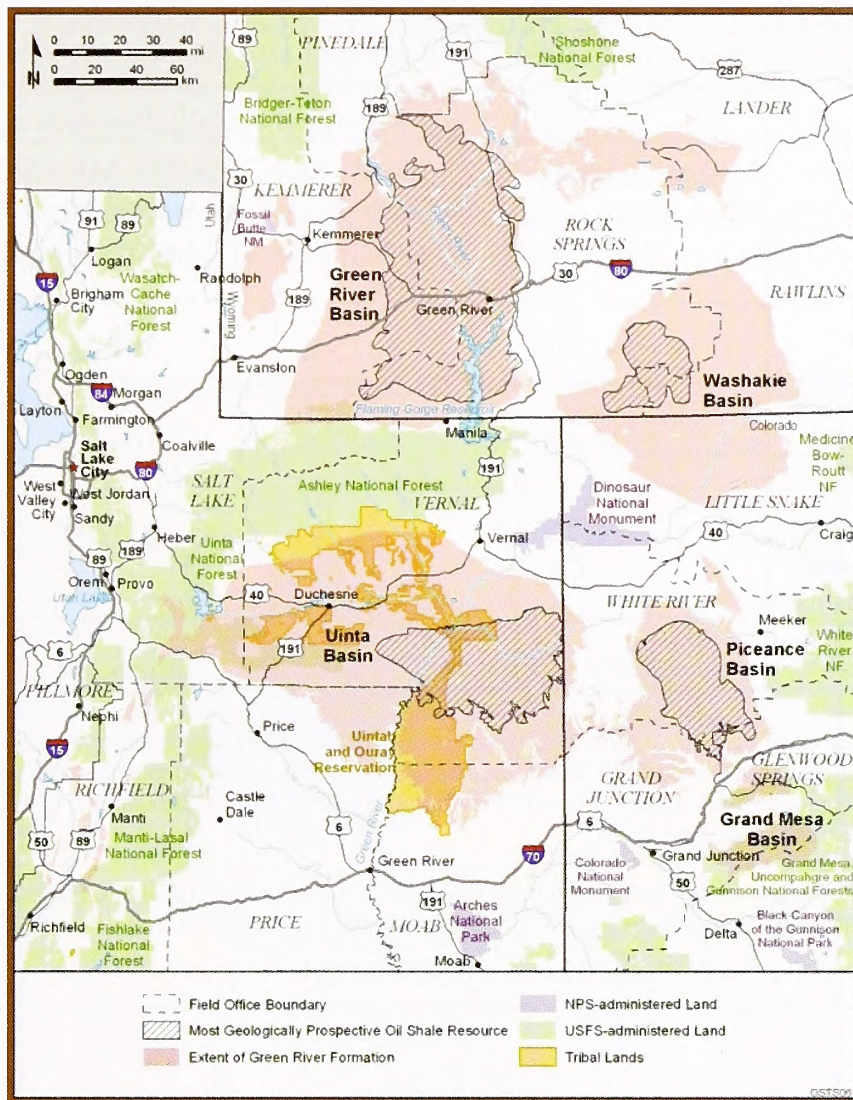 0 10 20 30 40
mi
0 20 40 60
km
N
89
PINEDALE
191
Shoshone
National Forest
287
LANDER
Bridger-Teton
National Forest
189
30
KEMMERER
Fossil
Butte
NM
Kemmerer
Green
River
Basin
189
ROCK
SPRINGS
30
80
Green River
RAWLINS
Washakie
Basin
Utah
Wyoming
Evanston
Flaming Gorge Reservoir
91
89
Logan
15
Wasatch-
Cache
National
Forest
Randolph
Brigham
City
Ogden
84
Morgan
Layton
Farmington
Salt
Lake
City
Coalville
80
West
Valley
City
West Jordan
Sandy
SALT
LAKE
Manila
191
Ashley National Forest
VERNAL
Vernal
Colorado
Medicine
Bow-
Routt
NF
Dinosaur
National
Monument
LITTLE SNAKE
40
Craig
Heber
189
89
Uinta
National
Forest
Orem
Provo
Utah Lake
40
Duchesne
191
Uinta
Basin
WHITE RIVER
Meeker
Piceance
Basin
White
River
NF
6
FILLMORE
Nephi
15
Price
Uintah
and Ouray
Reservation
GRAND
JUNCTION
GLENWOOD
SPRINGS
RICHFIELD
Manti
Castle
Dale
50
89
Manti-Lasal
National Forest
6
Green River
Green River
70
6
Grand Mesa
Basin
Grand Junction
Colorado
National
Monument
50
Grand Mesa,
Uncompahgre and
Gunnison National Forests
Richfield
Fishlake
National
Forest
PRICE
191
MOAB
Arches
National
Park
Moab
Delta
Black Canyon
of the Gunnison
National Park
Field Office Boundary
Most Geologically Prospective Oil Shale Resource
Extent of Green River Formation
NPS-administered Land
USFS-administered Land
Tribal Lands